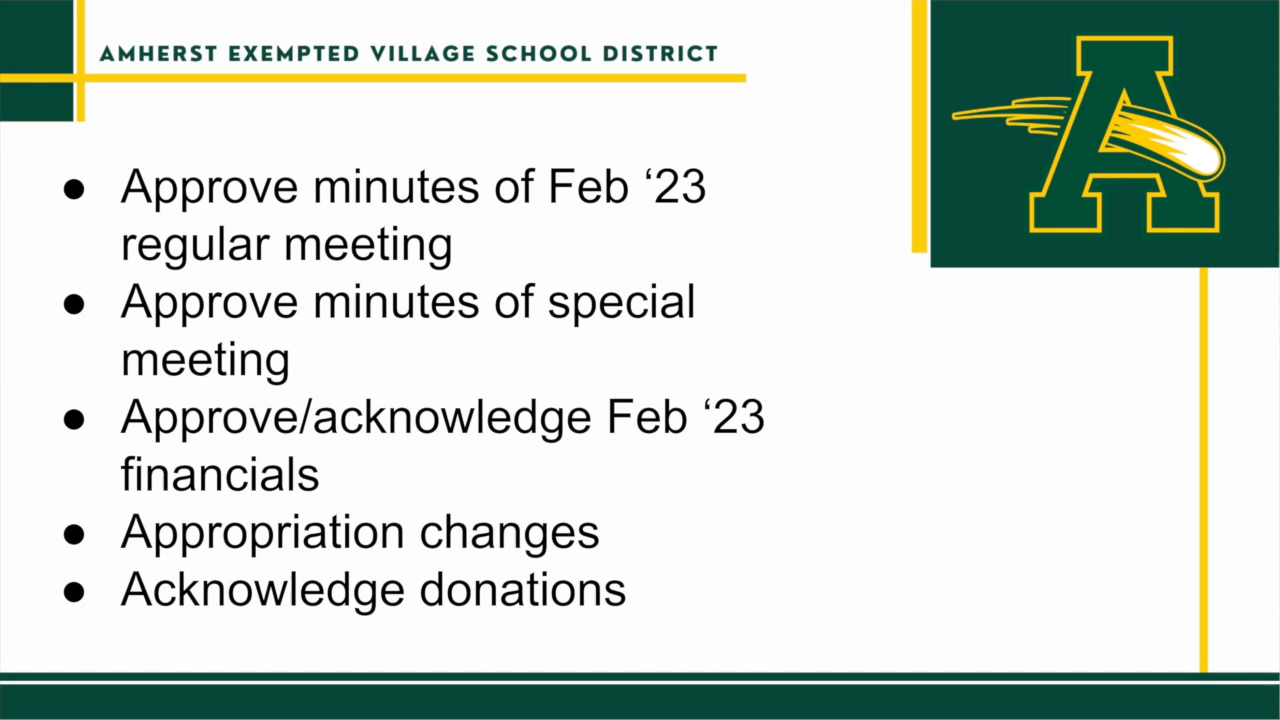 AMHERST EXEMPTED VILLAGE SCHOOL DISTRICT
A
● Approve minutes of Feb ‘23
regular meeting
● Approve minutes of special
meeting
● Approve/acknowledge Feb ‘23
financials
● Appropriation changes
● Acknowledge donations